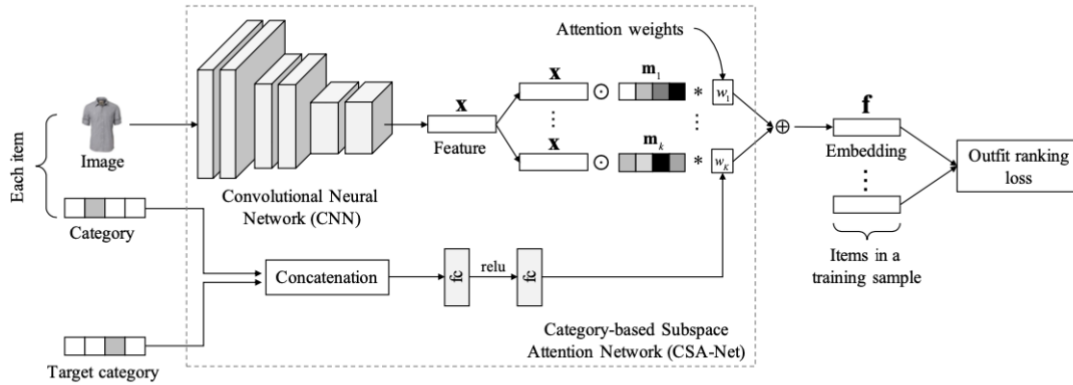 Attention weights
x
m1
w1
*
x
Feature
x
mk
wK
*
⊕
f
Embedding
Outfit ranking
loss
Each item
Image
Convolutional Neural
Network (CNN)
Category
Concatenation
fc
relu
fc
Items in a
training sample
Category-based Subspace
Attention Network (CSA-Net)
Target category